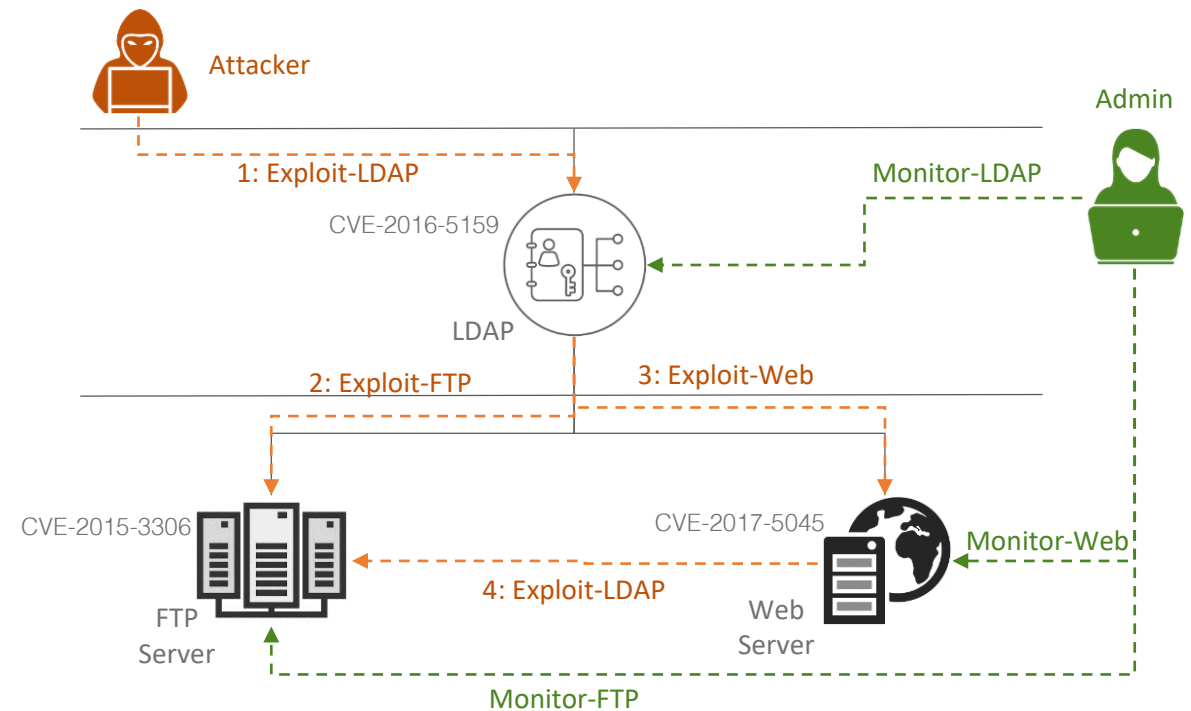 Attacker
Admin
1: Exploit-LDAP
Monitor-LDAP
CVE-2016-5159
LDAP
2: Exploit-FTP
3: Exploit-Web
CVE-2015-3306
CVE-2017-5045
Monitor-Web
4: Exploit-LDAP
FTP
Server
Web
Server
Monitor-FTP